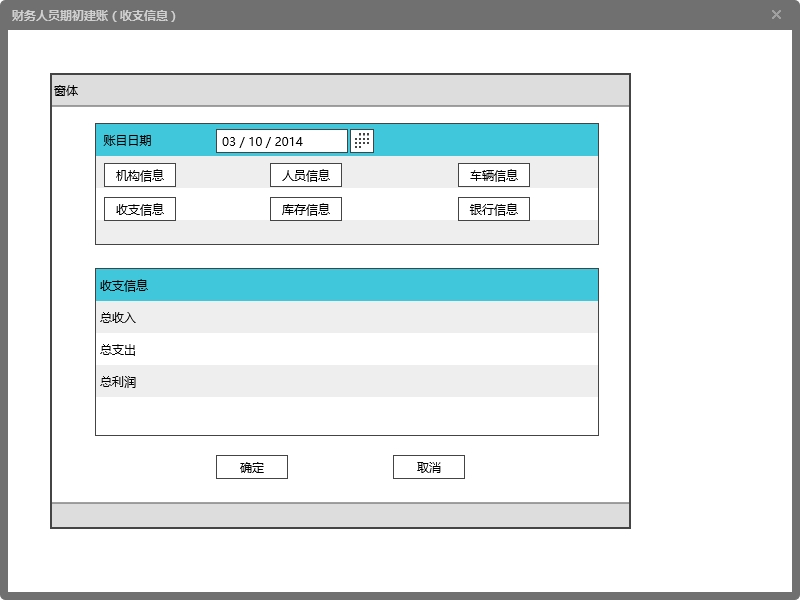 财务人员期初建账（收支信息）
窗体
账目日期 03 / 10 / 2014
机构信息 人员信息 车辆信息
收支信息 库存信息 银行信息
收支信息
总收入
总支出
总利润
确定 取消